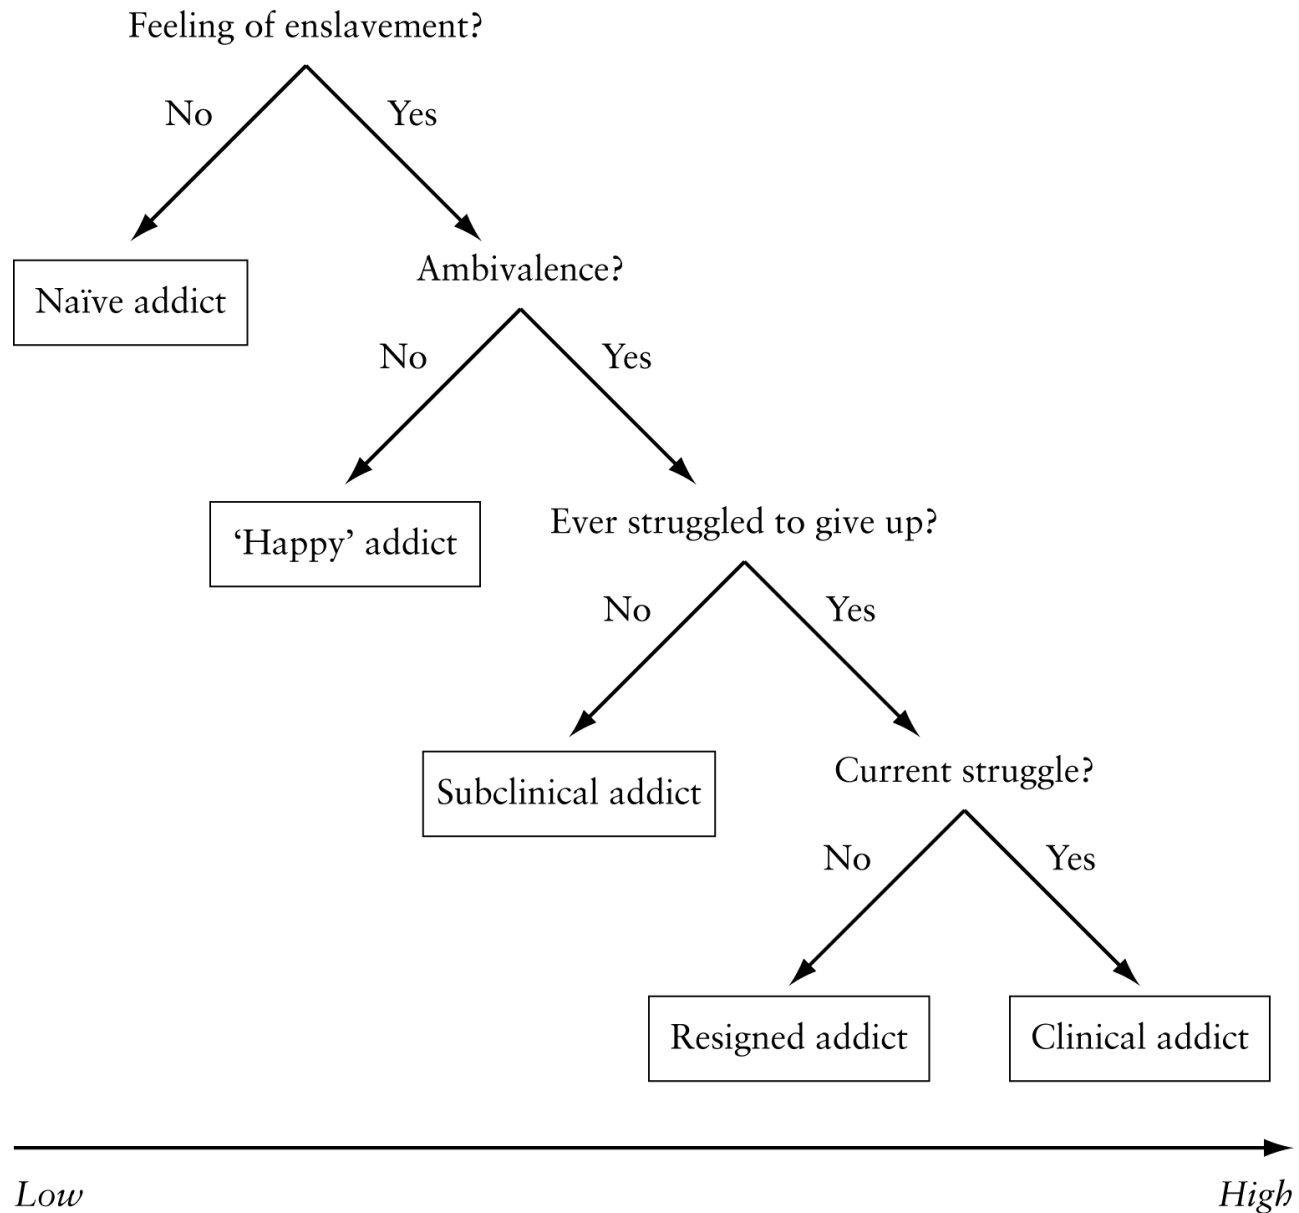 Feeling of enslavement?
No
Yes
Naïve addict
Ambivalence?
No
Yes
‘Happy’ addict
Ever struggled to give up?
No
Yes
Subclinical addict
Current struggle?
No
Yes
Resigned addict
Clinical addict
Low
High